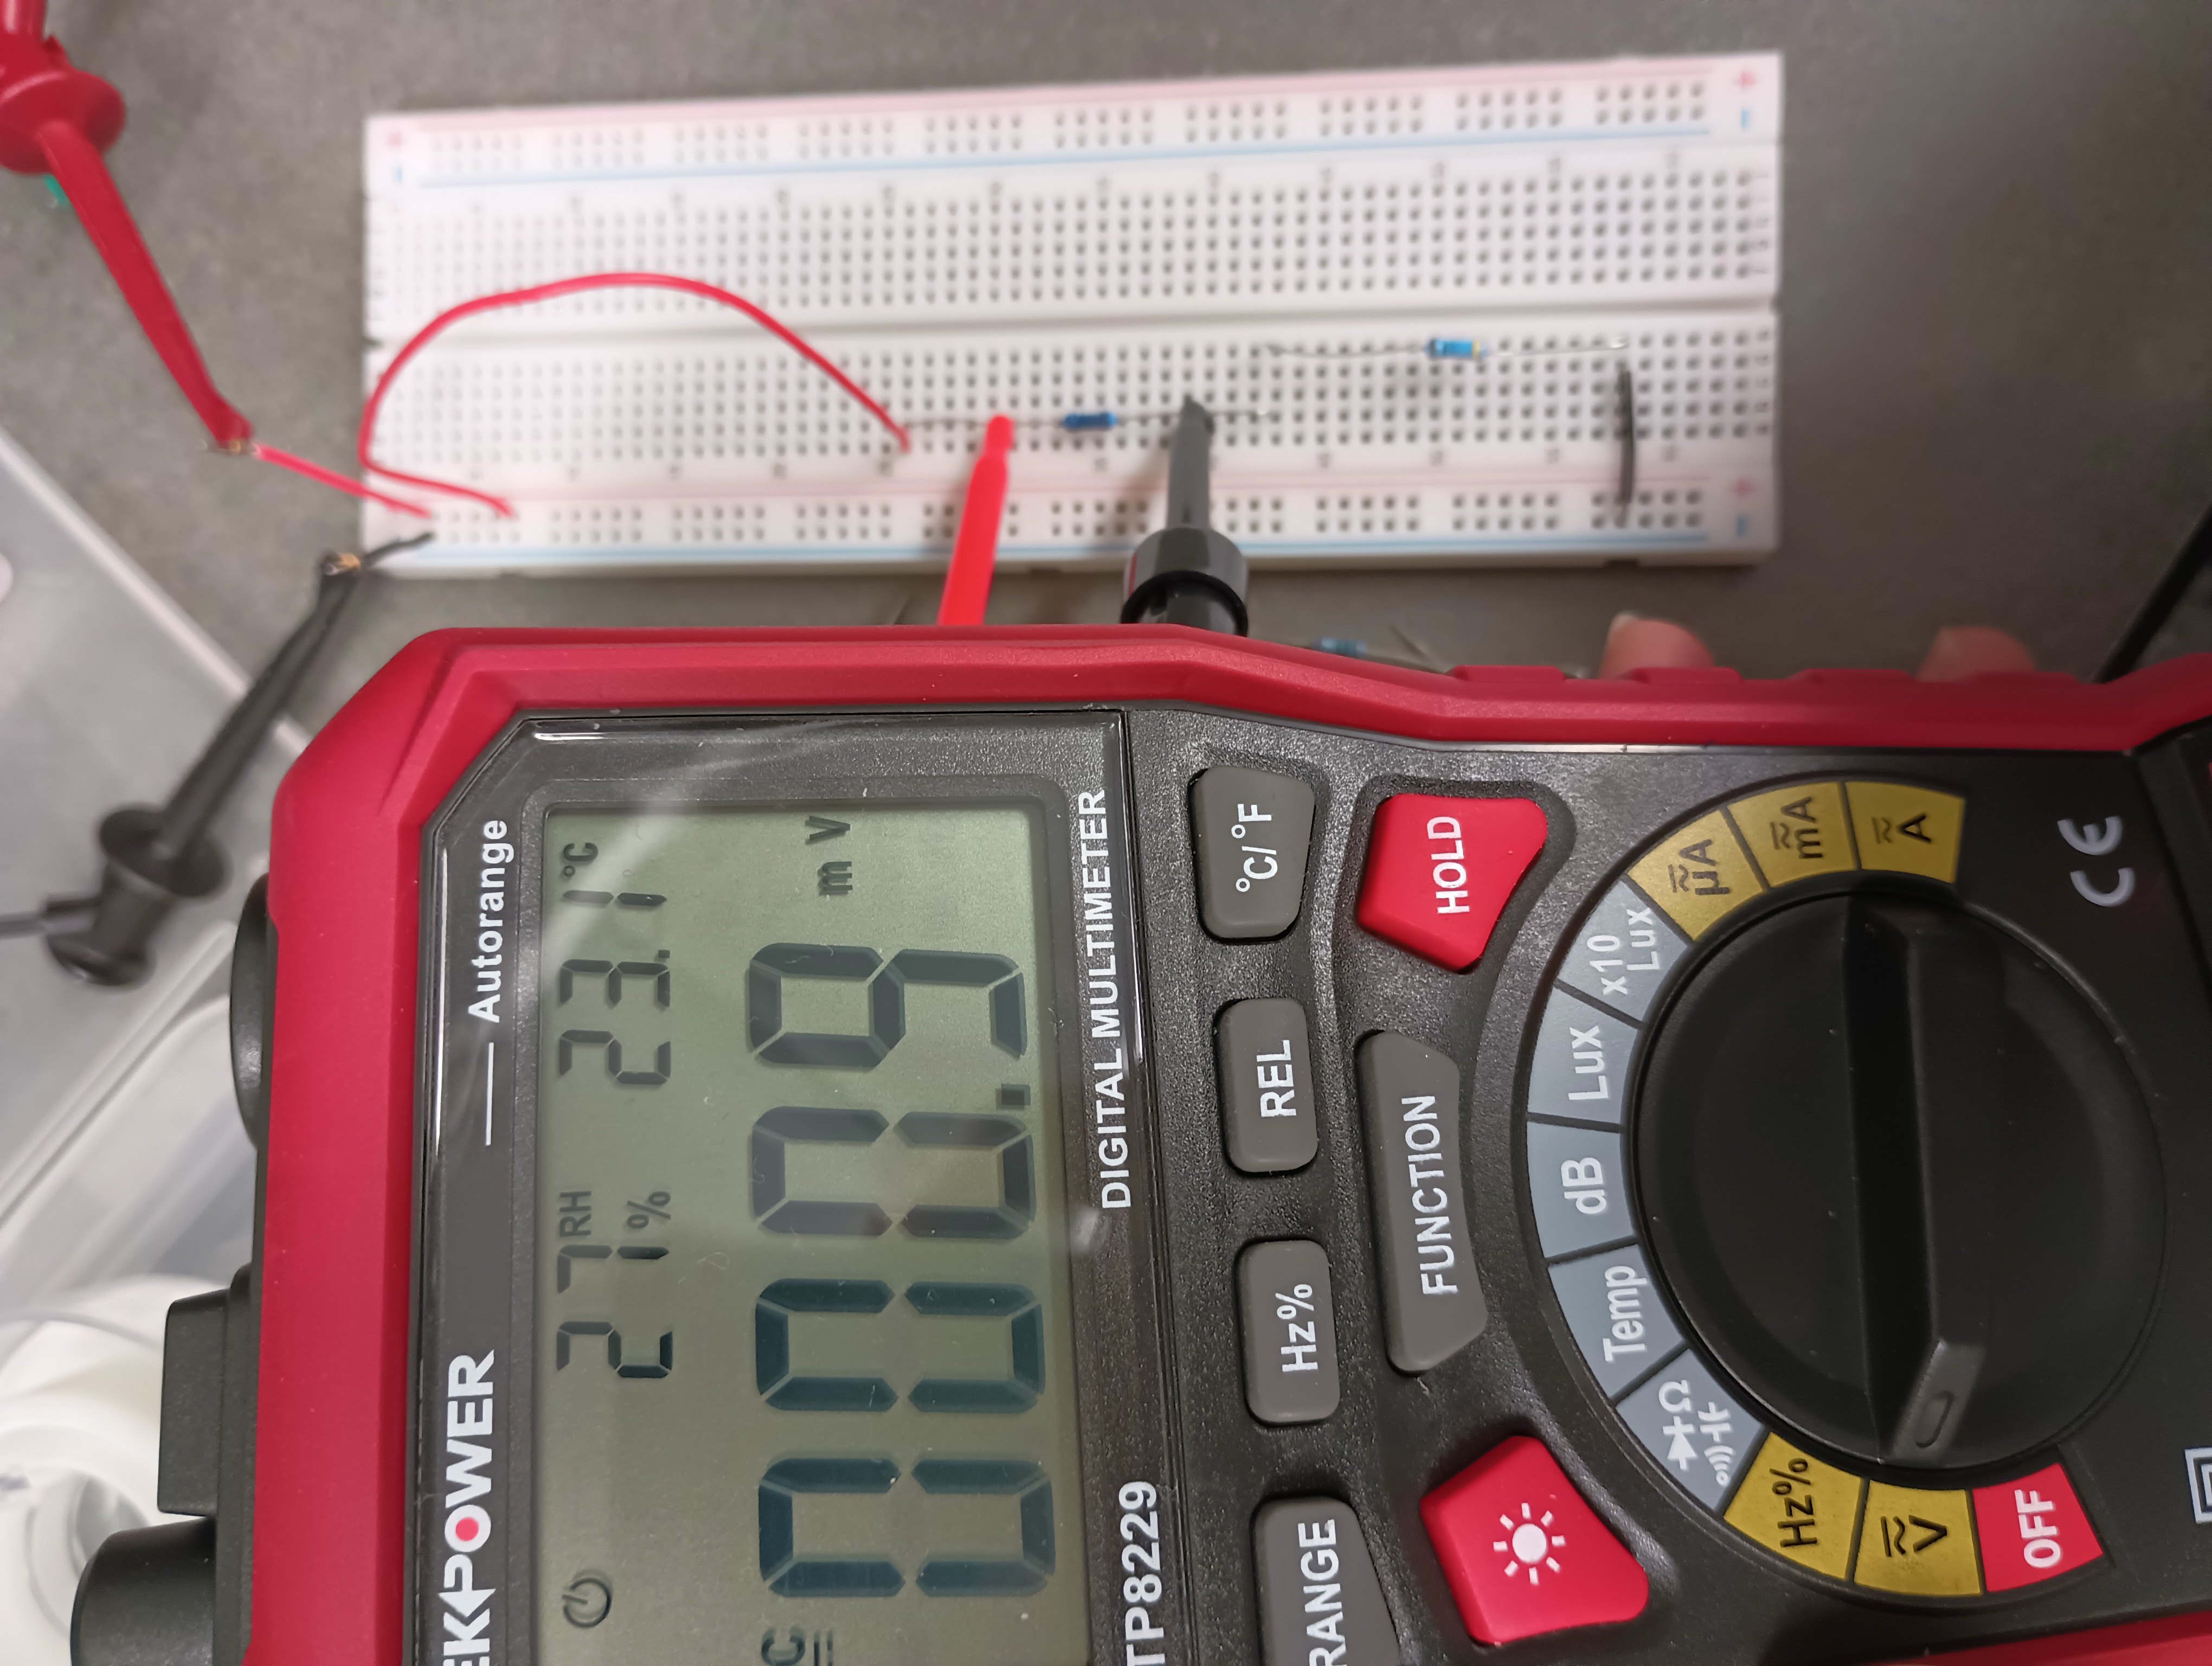 EKPOWER Autorange
27 RH% 23.1°C
C 000.9 mV
TP8229 DIGITAL MULTIMETER
RANGE Hz% REL °C/°F
FUNCTION HOLD
Ω
OFF V Hz% Temp dB Lux x10 Lux μA mA A
CE